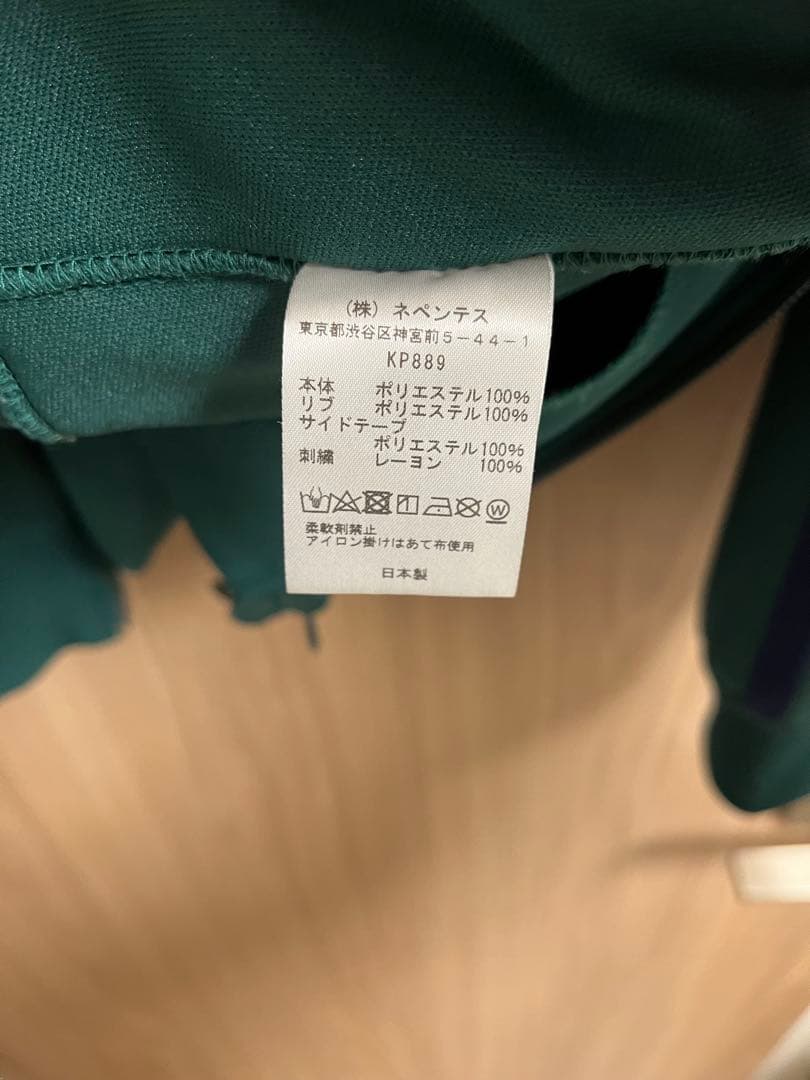 （株）ネペンテス
東京都渋谷区神宮前５－４４－１
KP889
本体 ポリエステル100%
リブ ポリエステル100%
サイドテープ
ポリエステル100%
刺繍 レーヨン 100%
W
柔軟剤禁止
アイロン掛けはあて布使用
日本製